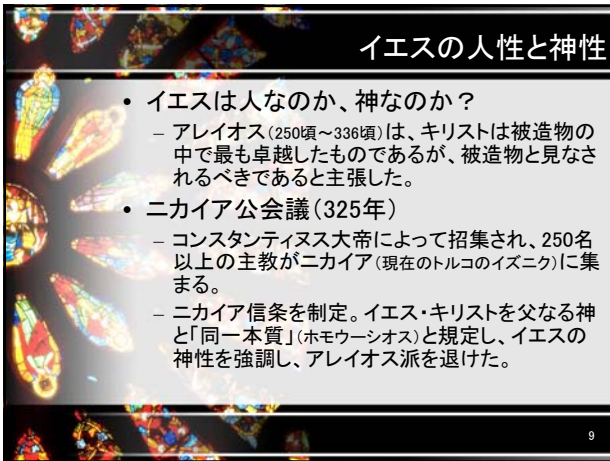 イエスの人性と神性
• イエスは人なのか、神なのか？
– アレイオス（250頃～336頃）は、キリストは被造物の
中で最も卓越したものであるが、被造物と見なさ
れるべきであると主張した。
• ニカイア公会議（325年）
– コンスタンティヌス大帝によって招集され、250名
以上の主教がニカイア（現在のトルコのイズニク）に集
まる。
– ニカイア信条を制定。イエス・キリストを父なる神
と「同一本質」（ホモウーシオス）と規定し、イエスの
神性を強調し、アレイオス派を退けた。
9